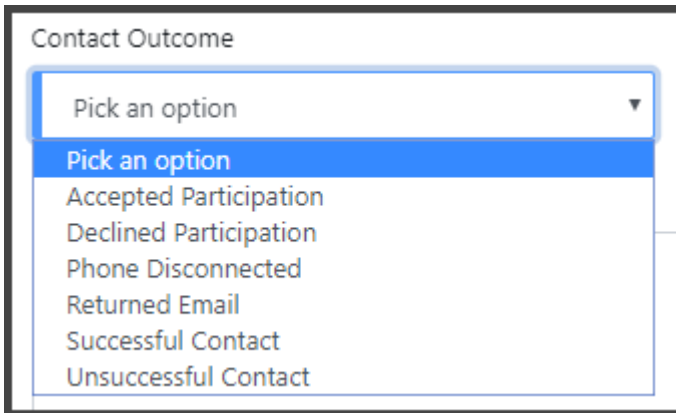 Contact Outcome
Pick an option
Pick an option
Accepted Participation
Declined Participation
Phone Disconnected
Returned Email
Successful Contact
Unsuccessful Contact